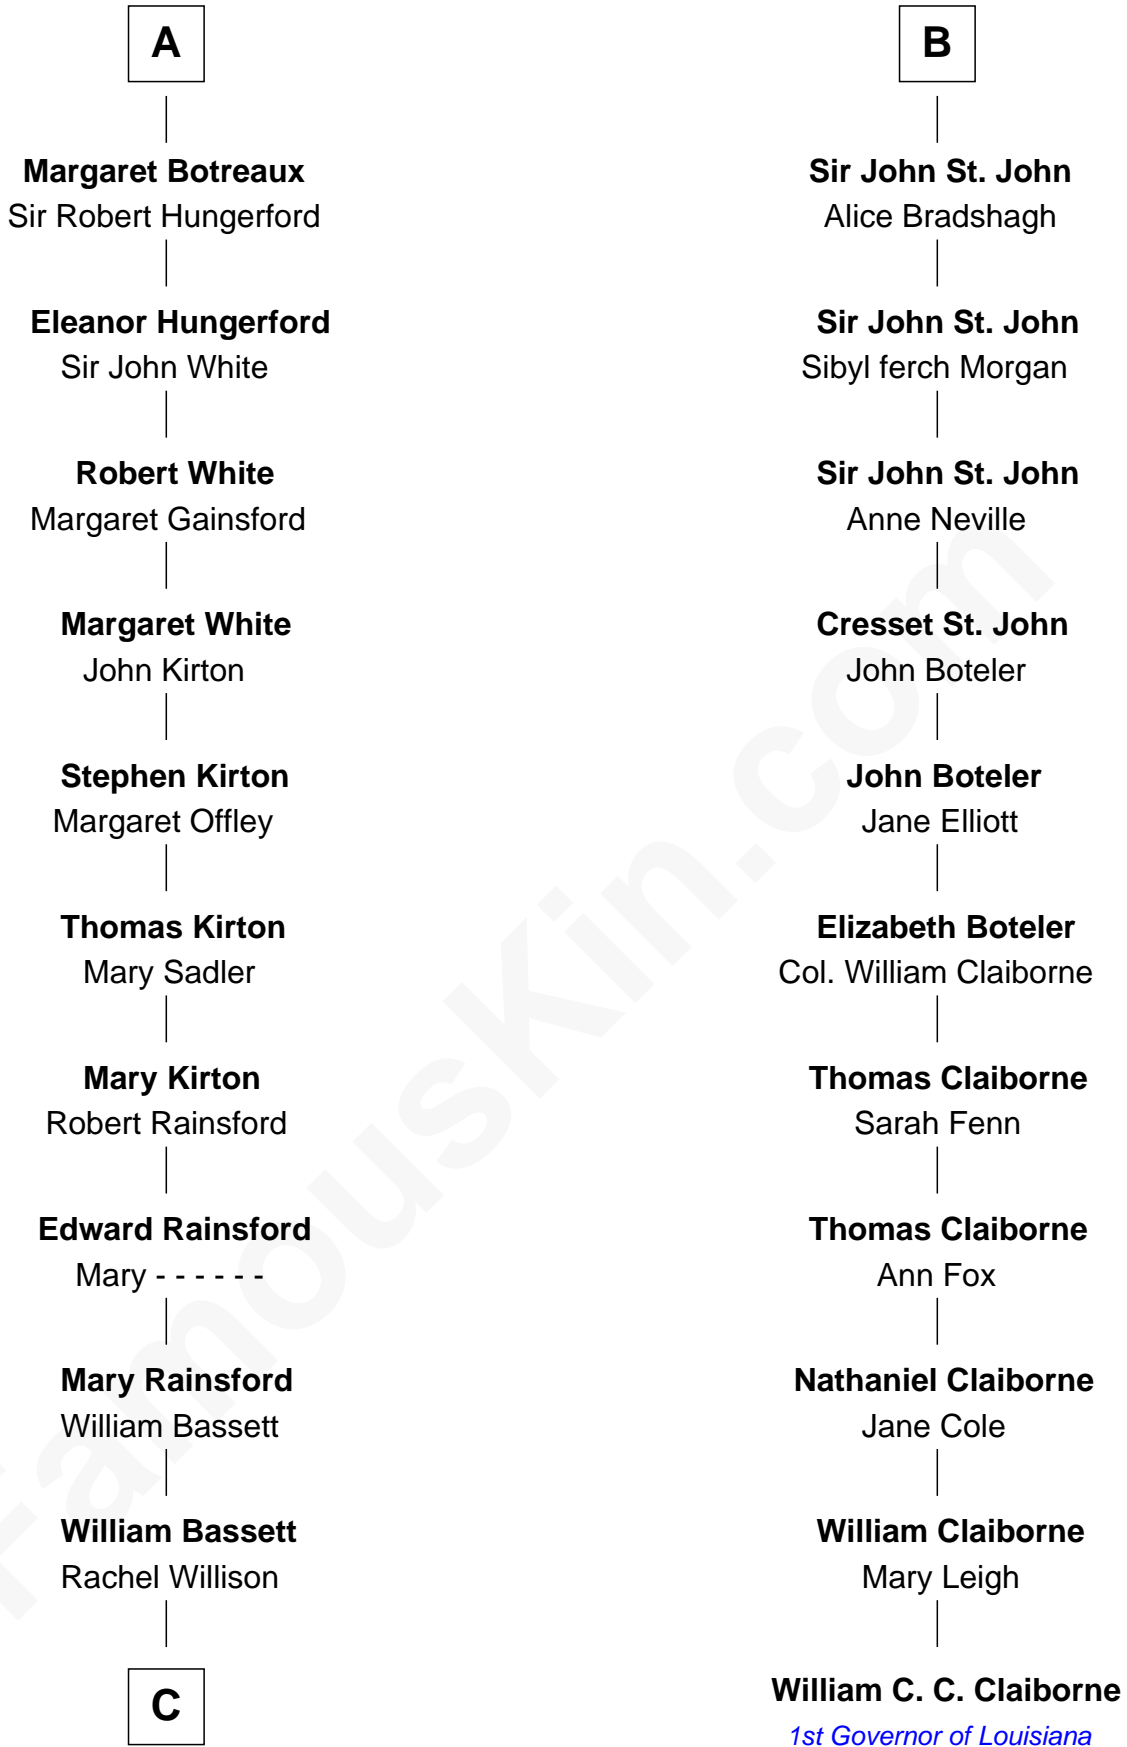 A
Margaret Botreaux
Sir Robert Hungerford
Eleanor Hungerford
Sir John White
Robert White
Margaret Gainsford
Margaret White
John Kirton
Stephen Kirton
Margaret Offley
Thomas Kirton
Mary Sadler
Mary Kirton
Robert Rainsford
Edward Rainsford
Mary - - - - - -
Mary Rainsford
William Bassett
William Bassett
Rachel Willison
C
B
Sir John St. John
Alice Bradshagh
Sir John St. John
Sibyl ferch Morgan
Sir John St. John
Anne Neville
Cresset St. John
John Boteler
John Boteler
Jane Elliott
Elizabeth Boteler
Col. William Claiborne
Thomas Claiborne
Sarah Fenn
Thomas Claiborne
Ann Fox
Nathaniel Claiborne
Jane Cole
William Claiborne
Mary Leigh
William C. C. Claiborne
1st Governor of Louisiana
FamousKin.com